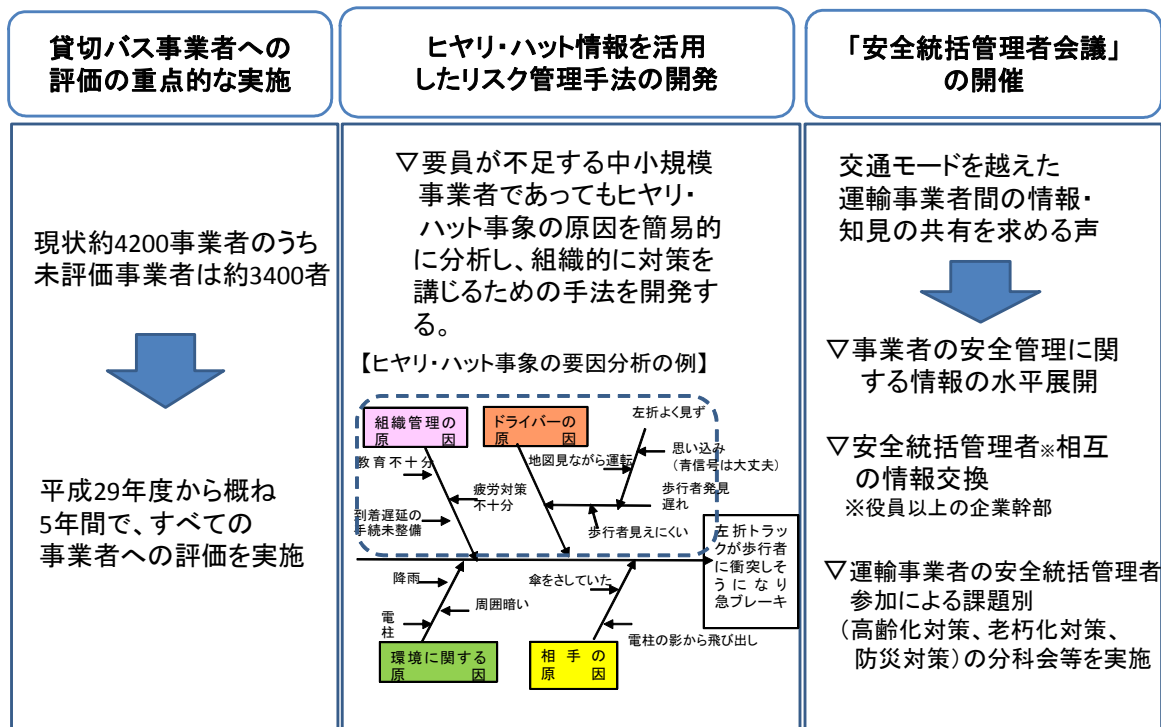 貸切バス事業者への
評価の重点的な実施
現状約4200事業者のうち
未評価事業者は約3400者
平成29年度から概ね
5年間で、すべての
事業者への評価を実施
ヒヤリ・ハット情報を活用
したリスク管理手法の開発
▽要員が不足する中小規模
事業者であってもヒヤリ・
ハット事象の原因を簡易的
に分析し、組織的に対策を
講じるための手法を開発す
る。
【ヒヤリ・ハット事象の要因分析の例】
組織管理の
原因
教育不十分
疲労対策
不十分
到着遅延の
手続未整備
ドライバーの
原因
地図見ながら運転
左折よく見ず
思い込み
(青信号は大丈夫)
歩行者発見
遅れ
歩行者見えにくい
左折トラッ
クが歩行者
に衝突しそ
うになり
急ブレーキ
降雨
周囲暗い
電
柱
環境に関する
原因
傘をさしていた
電柱の影から飛び出し
相手の
原因
「安全統括管理者会議」
の開催
交通モードを越えた
運輸事業者間の情報・
知見の共有を求める声
▽事業者の安全管理に関
する情報の水平展開
▽安全統括管理者※相互
の情報交換
※役員以上の企業幹部
▽運輸事業者の安全統括管理者
参加による課題別
(高齢化対策、老朽化対策、
防災対策)の分科会等を実施